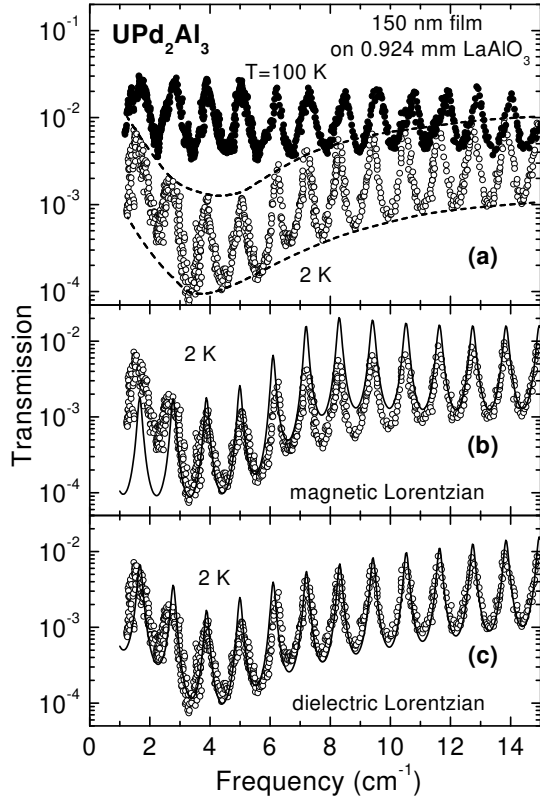 UPd₂Al₃
150 nm film
on 0.924 mm LaAlO₃
T=100 K
2 K
(a)
10⁻¹
10⁻²
10⁻³
10⁻⁴
2 K
(b)
magnetic Lorentzian
10⁻²
10⁻³
10⁻⁴
2 K
(c)
dielectric Lorentzian
10⁻²
10⁻³
10⁻⁴
Transmission
0 2 4 6 8 10 12 14
Frequency (cm⁻¹)